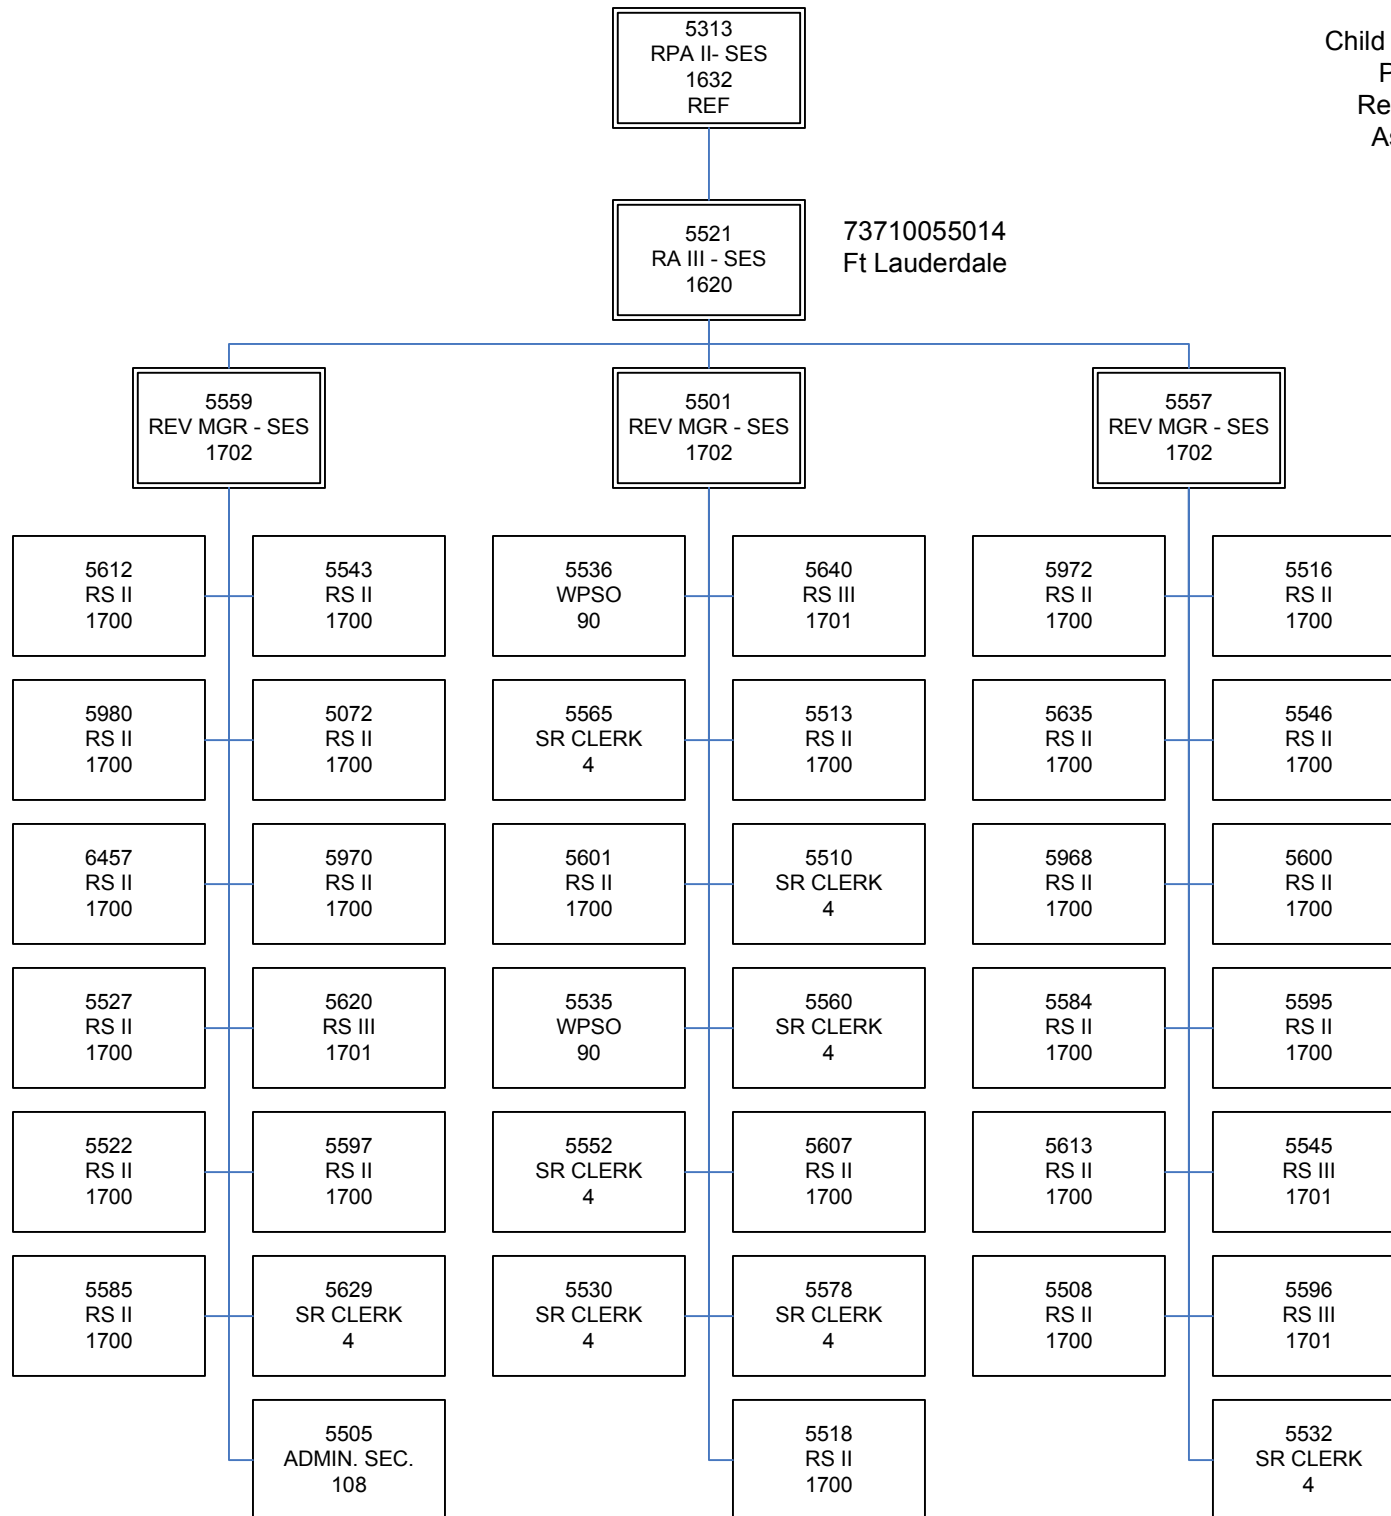 5313
RPA II- SES
1632
REF
Child
5521
RA III - SES
1620
73710055014
Ft Lauderdale
5559
REV MGR - SES
1702
5501
REV MGR - SES
1702
5557
REV MGR - SES
1702
5612
RS II
1700
5543
RS II
1700
5536
WPSO
90
5640
RS III
1701
5972
RS II
1700
5516
RS II
1700
5980
RS II
1700
5072
RS II
1700
5565
SR CLERK
4
5513
RS II
1700
5635
RS II
1700
5546
RS II
1700
6457
RS II
1700
5970
RS II
1700
5601
RS II
1700
5510
SR CLERK
4
5968
RS II
1700
5600
RS II
1700
5527
RS II
1700
5620
RS III
1701
5535
WPSO
90
5560
SR CLERK
4
5584
RS II
1700
5595
RS II
1700
5522
RS II
1700
5597
RS II
1700
5552
SR CLERK
4
5607
RS II
1700
5613
RS II
1700
5545
RS III
1701
5585
RS II
1700
5629
SR CLERK
4
5530
SR CLERK
4
5578
SR CLERK
4
5508
RS II
1700
5596
RS III
1701
5505
ADMIN. SEC.
108
5518
RS II
1700
5532
SR CLERK
4